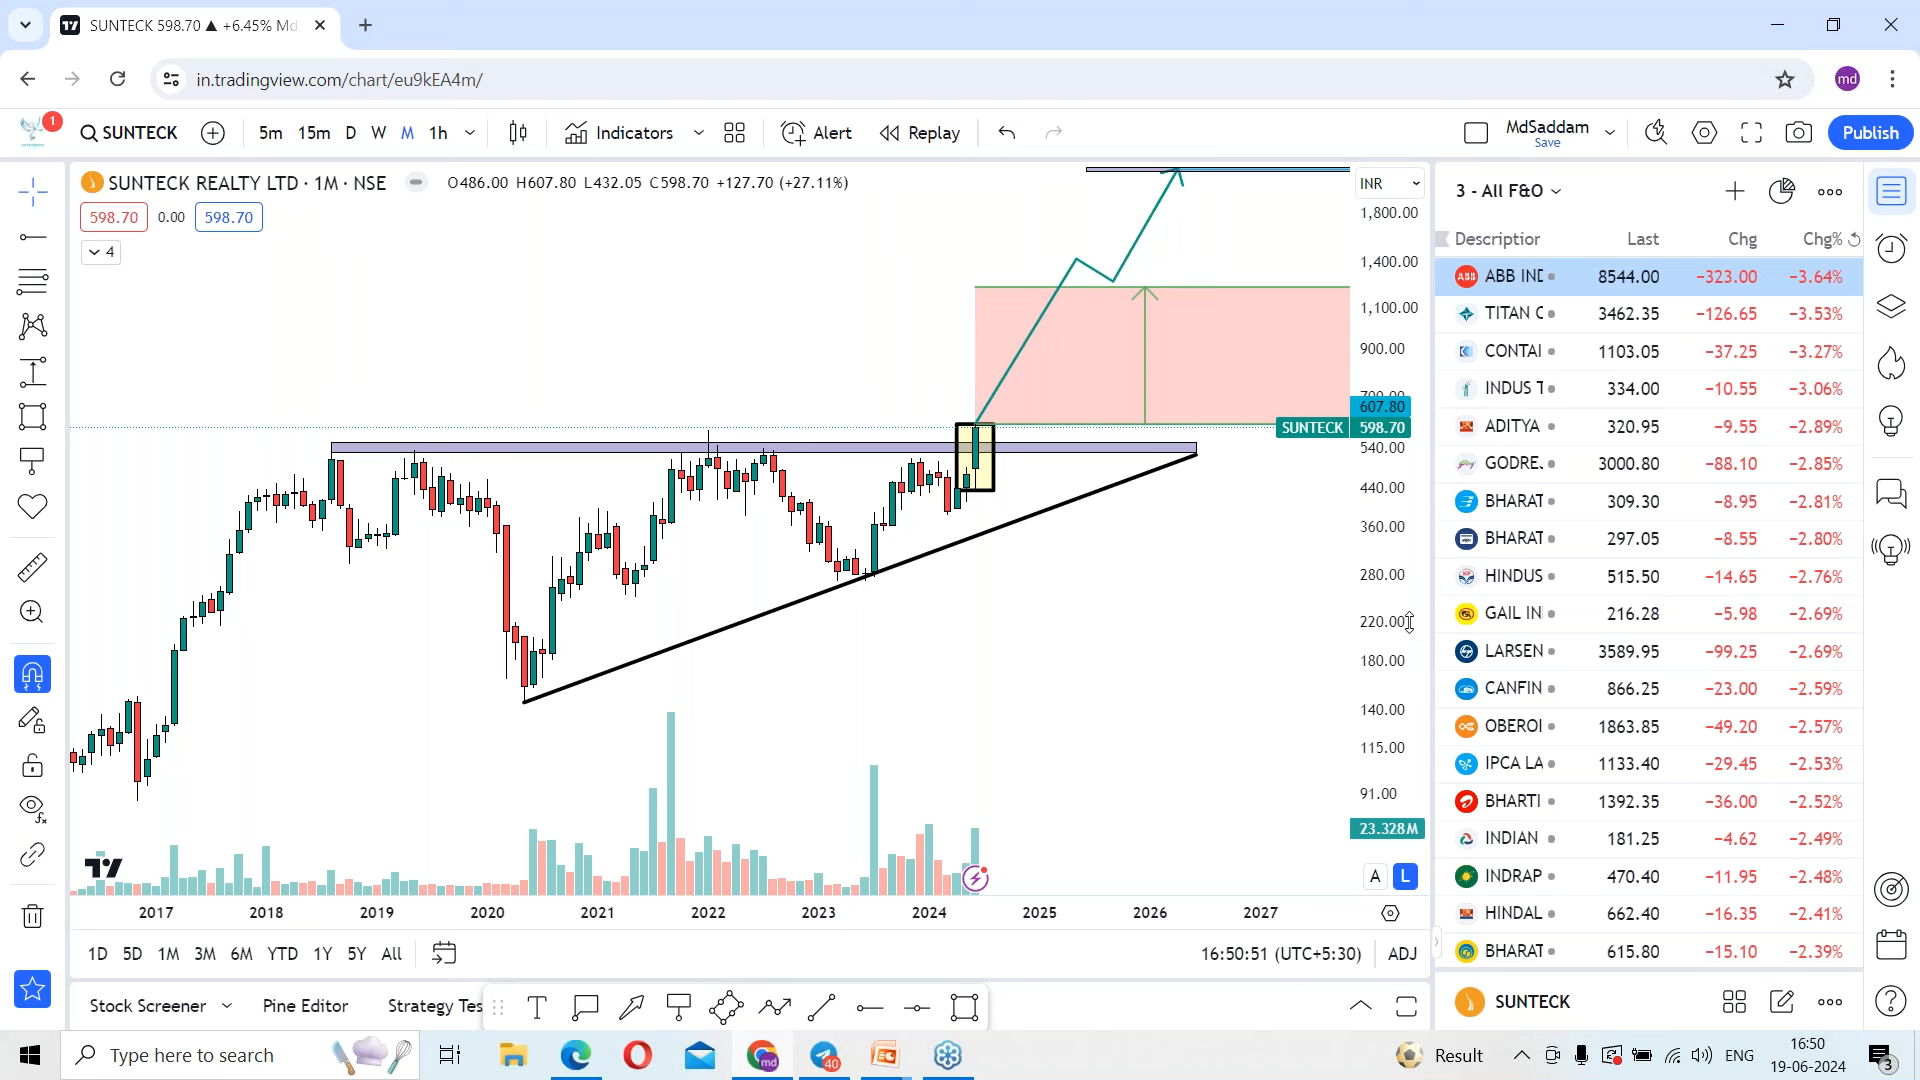 SUNTECK 598.70 ▲ +6.45% Md
in.tradingview.com/chart/eu9kEA4m/
md
1
SUNTECK 5m 15m D W M 1h Indicators Alert Replay MdSaddam Save Publish
SUNTECK REALTY LTD · 1M · NSE O486.00 H607.80 L432.05 C598.70 +127.70 (+27.11%)
598.70 0.00 598.70
4
INR
1,800.00
1,400.00
1,100.00
900.00
700.00
607.80
SUNTECK 598.70
540.00
440.00
360.00
280.00
220.00
180.00
140.00
115.00
91.00
23.328M
A L
2017 2018 2019 2020 2021 2022 2023 2024 2025 2026 2027
1D 5D 1M 3M 6M YTD 1Y 5Y All 16:50:51 (UTC+5:30) ADJ
Stock Screener Pine Editor Strategy Tes
3 - All F&O
Description Last Chg Chg%
ABB IND 8544.00 −323.00 −3.64%
TITAN C 3462.35 −126.65 −3.53%
CONTAI 1103.05 −37.25 −3.27%
INDUS T 334.00 −10.55 −3.06%
ADITYA 320.95 −9.55 −2.89%
GODREJ 3000.80 −88.10 −2.85%
BHARAT 309.30 −8.95 −2.81%
BHARAT 297.05 −8.55 −2.80%
HINDUS 515.50 −14.65 −2.76%
GAIL IN 216.28 −5.98 −2.69%
LARSEN 3589.95 −99.25 −2.69%
CANFIN 866.25 −23.00 −2.59%
OBEROI 1863.85 −49.20 −2.57%
IPCA LA 1133.40 −29.45 −2.53%
BHARTI 1392.35 −36.00 −2.52%
INDIAN 181.25 −4.62 −2.49%
INDRAP 470.40 −11.95 −2.48%
HINDAL 662.40 −16.35 −2.41%
BHARAT 615.80 −15.10 −2.39%
SUNTECK
Type here to search
40
Result
ENG
16:50
19-06-2024
3